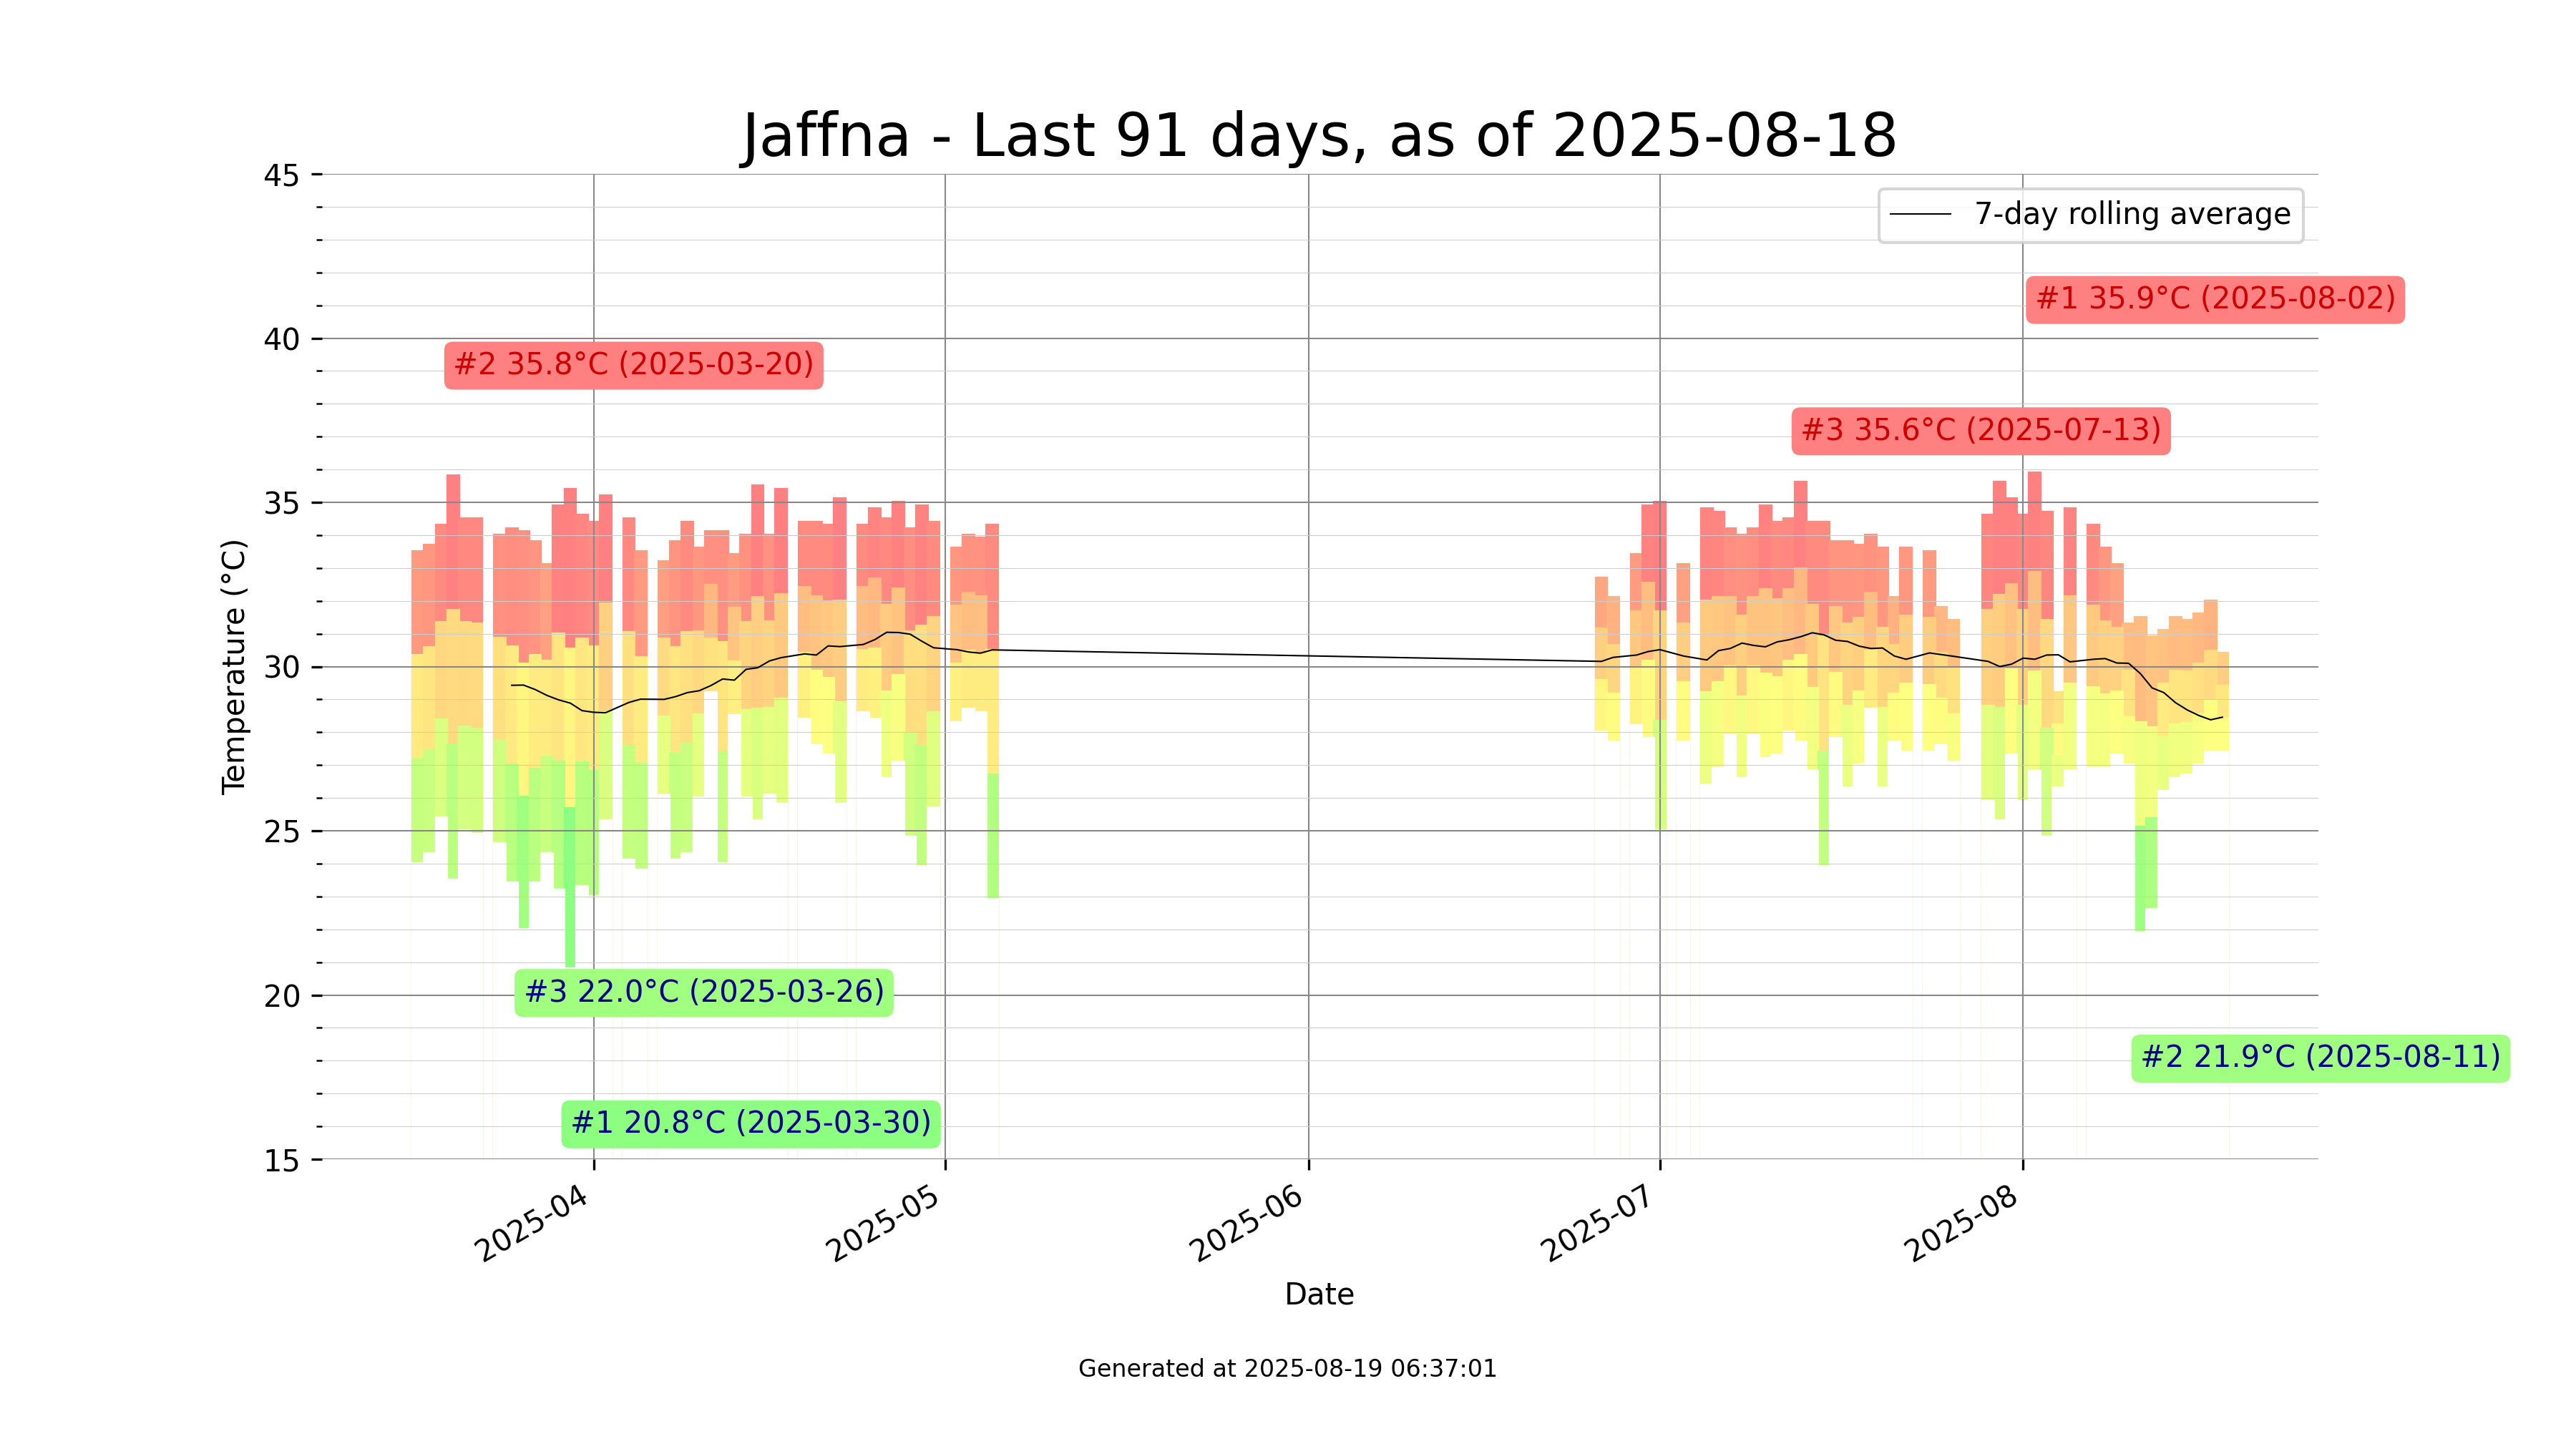 Jaffna - Last 91 days, as of 2025-08-18
45
40
35
30
25
20
15
Temperature (°C)
7-day rolling average
#1 35.9°C (2025-08-02)
#2 35.8°C (2025-03-20)
#3 35.6°C (2025-07-13)
#3 22.0°C (2025-03-26)
#2 21.9°C (2025-08-11)
#1 20.8°C (2025-03-30)
2025-04
2025-05
2025-06
2025-07
2025-08
Date
Generated at 2025-08-19 06:37:01